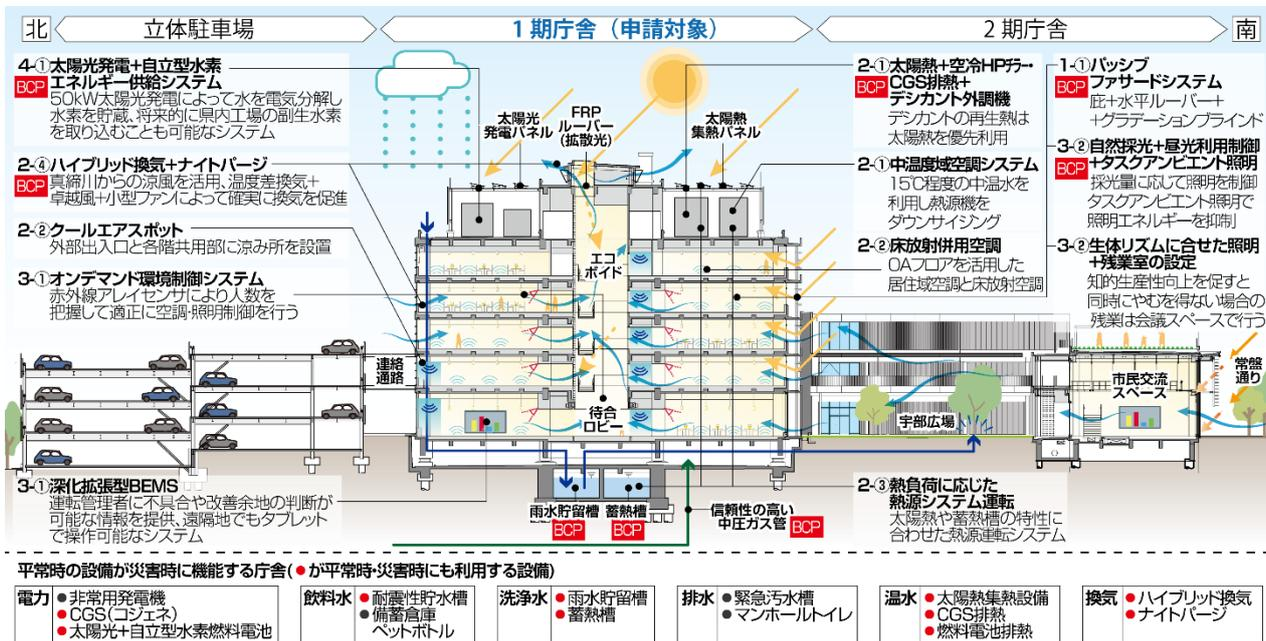 北
立体駐車場
1期庁舎（申請対象）
2期庁舎
南
4-①太陽光発電+自立型水素
エネルギー供給システム
BCP
50kW太陽光発電によって水を電気分解し
水素を貯蔵、将来的に県内工場の副生水素
を取り込むことも可能なシステム
2-④ハイブリッド換気+ナイトパージ
BCP
真締川からの涼風を活用、温度差換気+
卓越風+小型ファンによって確実に換気を促進
2-②クールエアスポット
外部出入口と各階共用部に涼み所を設置
3-①オンデマンド環境制御システム
赤外線アレイセンサにより人数を
把握して適正に空調・照明制御を行う
太陽光
発電パネル
FRP
ルーバー
(拡散光)
太陽熱
集熱パネル
エコ
ボイド
待合
ロビー
連絡
通路
2-①太陽熱+空冷HPチラー・
CGS排熱+
デシカント外調機
BCP
デシカントの再生熱は
太陽熱を優先利用
2-①中温度域空調システム
15℃程度の中温水を
利用し熱源機を
ダウンサイジング
2-②床放射併用空調
OAフロアを活用した
居住域空調と床放射空調
1-①パッシブ
ファサードシステム
BCP
庇+水平ルーバー+
+グラデーションブラインド
3-②自然採光+昼光利用制御
+タスクアンビエント照明
BCP
採光量に応じて照明を制御
タスクアンビエント照明で
照明エネルギーを抑制
3-②生体リズムに合せた照明
+残業室の設定
知的生産性向上を促すと
同時にやむを得ない場合の
残業は会議スペースで行う
宇部広場
市民交流
スペース
常盤
通り
3-①深化拡張型BEMS
運転管理者に不具合や改善余地の判断が
可能な情報を提供、遠隔地でもタブレット
で操作可能なシステム
雨水貯留槽
BCP
蓄熱槽
BCP
信頼性の高い
中圧ガス管
BCP
2-③熱負荷に応じた
熱源システム運転
太陽熱や蓄熱槽の特性に
合わせた熱源運転システム
平常時の設備が災害時に機能する庁舎(●が平常時・災害時にも利用する設備)
電力
●非常用発電機
●CGS(コジェネ)
●太陽光+自立型水素燃料電池
飲料水
●耐震性貯水槽
●備蓄倉庫
ペットボトル
洗浄水
●雨水貯留槽
●蓄熱槽
排水
●緊急汚水槽
●マンホールトイレ
温水
●太陽熱集熱設備
●CGS排熱
●燃料電池排熱
換気
●ハイブリッド換気
●ナイトパージ